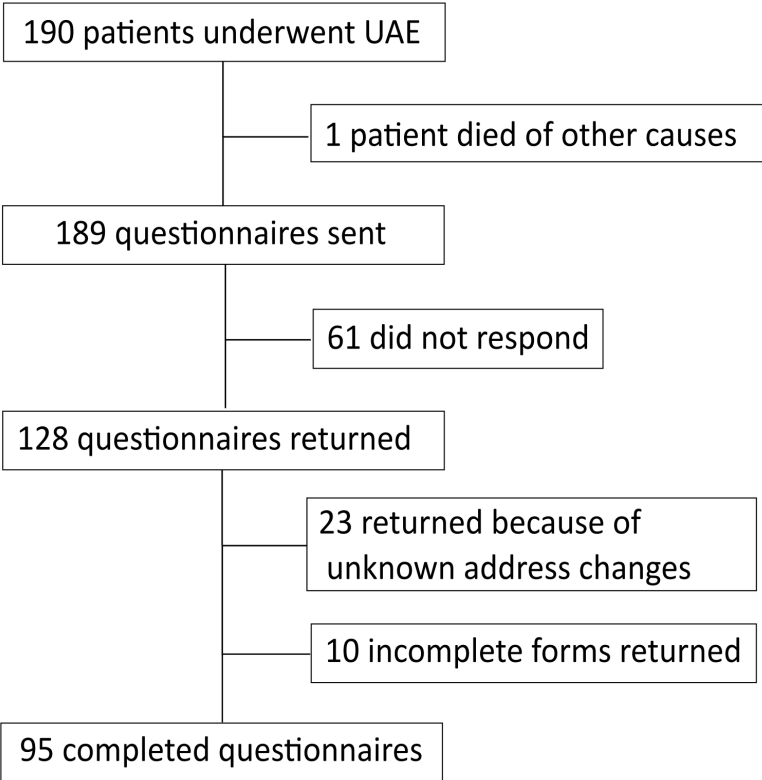 190 patients underwent UAE
1 patient died of other causes
189 questionnaires sent
61 did not respond
128 questionnaires returned
23 returned because of
unknown address changes
10 incomplete forms returned
95 completed questionnaires